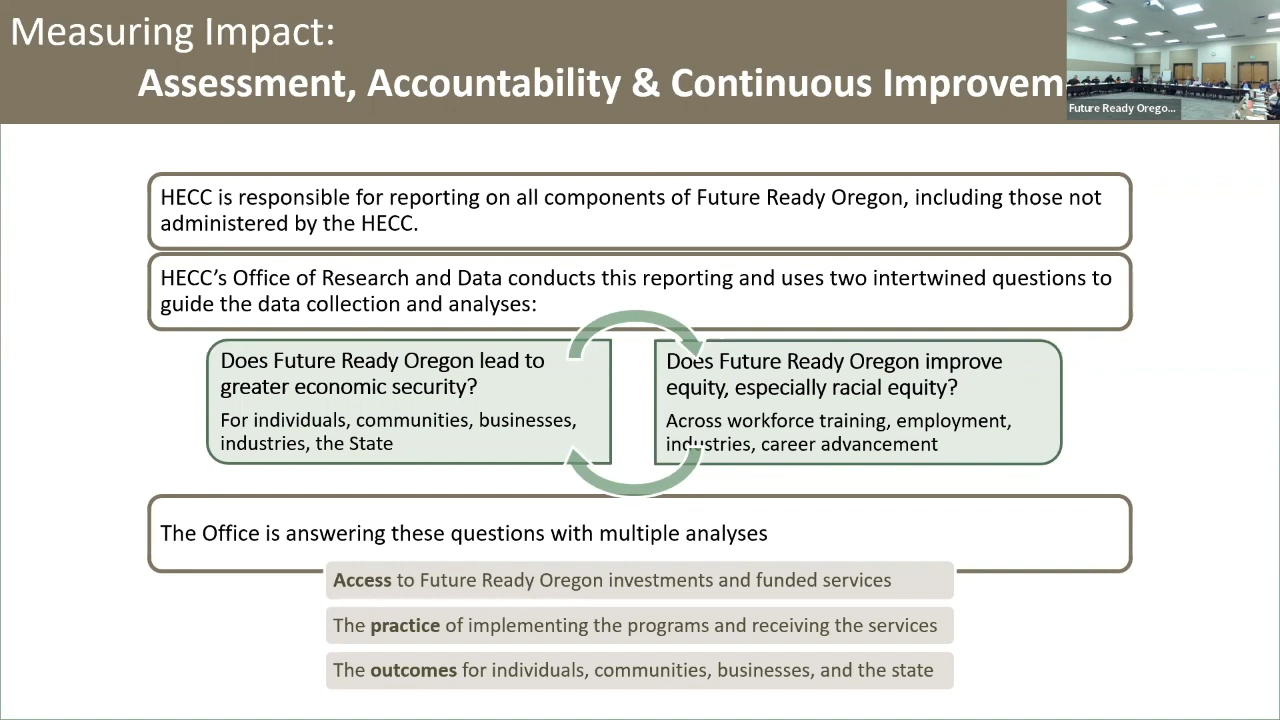 Measuring Impact:
Assessment, Accountability & Continuous Improvem
Future Ready Orego...
HECC is responsible for reporting on all components of Future Ready Oregon, including those not
administered by the HECC.
HECC’s Office of Research and Data conducts this reporting and uses two intertwined questions to
guide the data collection and analyses:
Does Future Ready Oregon lead to
greater economic security?
For individuals, communities, businesses,
industries, the State
Does Future Ready Oregon improve
equity, especially racial equity?
Across workforce training, employment,
industries, career advancement
The Office is answering these questions with multiple analyses
Access to Future Ready Oregon investments and funded services
The practice of implementing the programs and receiving the services
The outcomes for individuals, communities, businesses, and the state